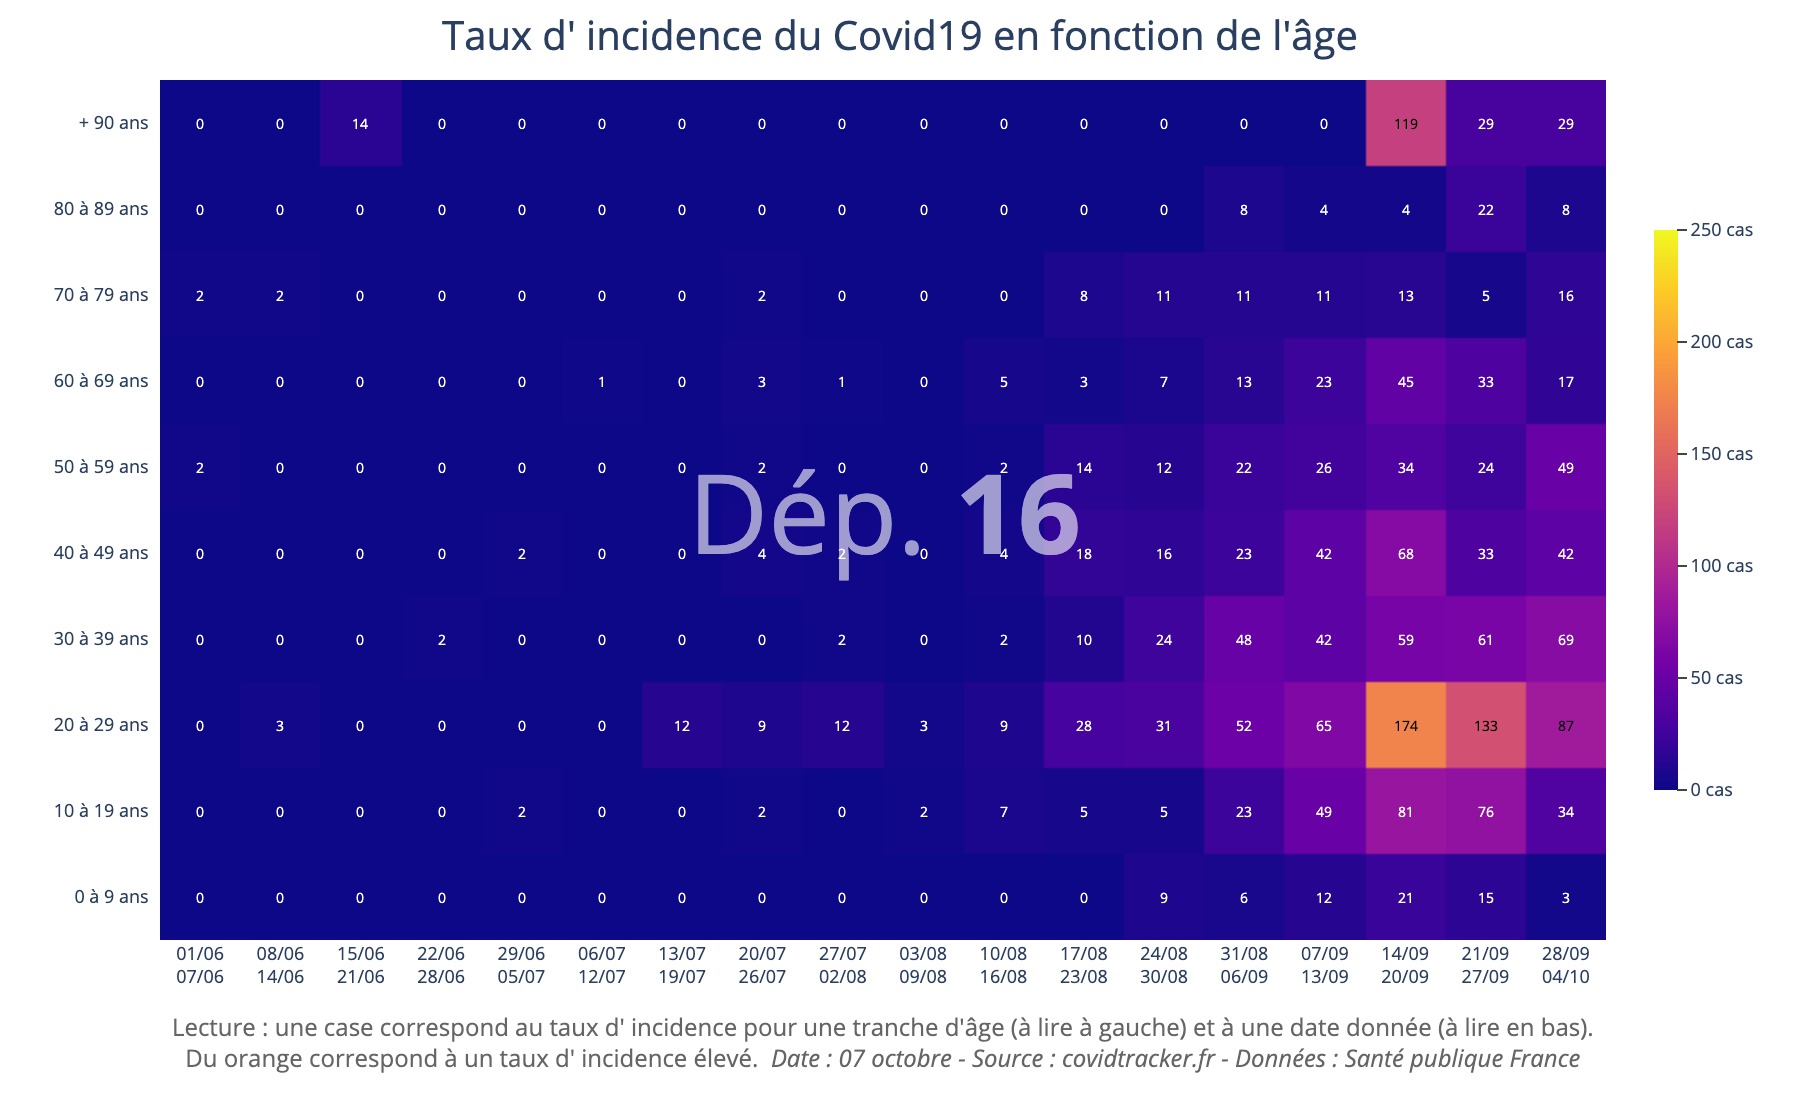 Taux d' incidence du Covid19 en fonction de l'âge
+ 90 ans 0 0 14 0 0 0 0 0 0 0 0 0 0 0 0 119 29 29
80 à 89 ans 0 0 0 0 0 0 0 0 0 0 0 0 0 8 4 4 22 8
70 à 79 ans 2 2 0 0 0 0 0 2 0 0 0 8 11 11 11 13 5 16
60 à 69 ans 0 0 0 0 0 1 0 3 1 0 5 3 7 13 23 45 33 17
50 à 59 ans 2 0 0 0 0 0 0 2 0 0 2 14 12 22 26 34 24 49
Dép. 16
40 à 49 ans 0 0 0 0 2 0 0 4 2 0 4 18 16 23 42 68 33 42
30 à 39 ans 0 0 0 2 0 0 0 0 2 0 2 10 24 48 42 59 61 69
20 à 29 ans 0 3 0 0 0 0 12 9 12 3 9 28 31 52 65 174 133 87
10 à 19 ans 0 0 0 0 2 0 0 2 0 2 7 5 5 23 49 81 76 34
0 à 9 ans 0 0 0 0 0 0 0 0 0 0 0 0 9 6 12 21 15 3
01/06 08/06 15/06 22/06 29/06 06/07 13/07 20/07 27/07 03/08 10/08 17/08 24/08 31/08 07/09 14/09 21/09 28/09
07/06 14/06 21/06 28/06 05/07 12/07 19/07 26/07 02/08 09/08 16/08 23/08 30/08 06/09 13/09 20/09 27/09 04/10
250 cas
200 cas
150 cas
100 cas
50 cas
0 cas
Lecture : une case correspond au taux d' incidence pour une tranche d'âge (à lire à gauche) et à une date donnée (à lire en bas).
Du orange correspond à un taux d' incidence élevé. Date : 07 octobre - Source : covidtracker.fr - Données : Santé publique France